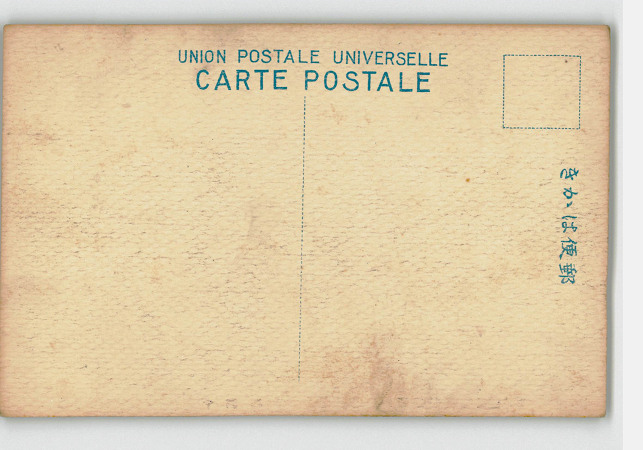 UNION POSTALE UNIVERSELLE
CARTE POSTALE
きかは便郵